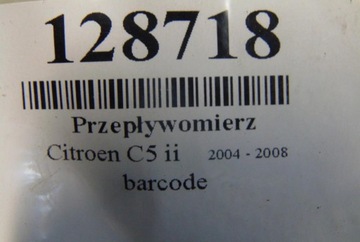 128718
Przepływomierz
Citroen C5 ii 2004 - 2008
barcode